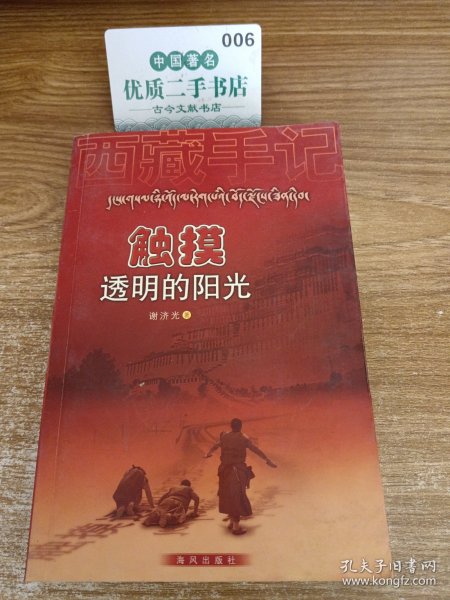 006
中国著名
优质二手书店
古今文献书店
西藏手记
触摸
透明的阳光
谢济光 著
海风出版社
孔夫子旧书网
www.kongfz.com